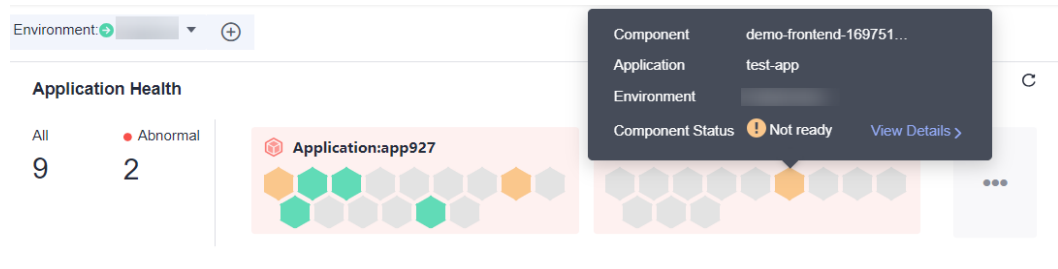 Environment:
Application Health
All
Abnormal
9
2
Application:app927
Component demo-frontend-169751...
Application test-app
Environment
Component Status ! Not ready View Details >